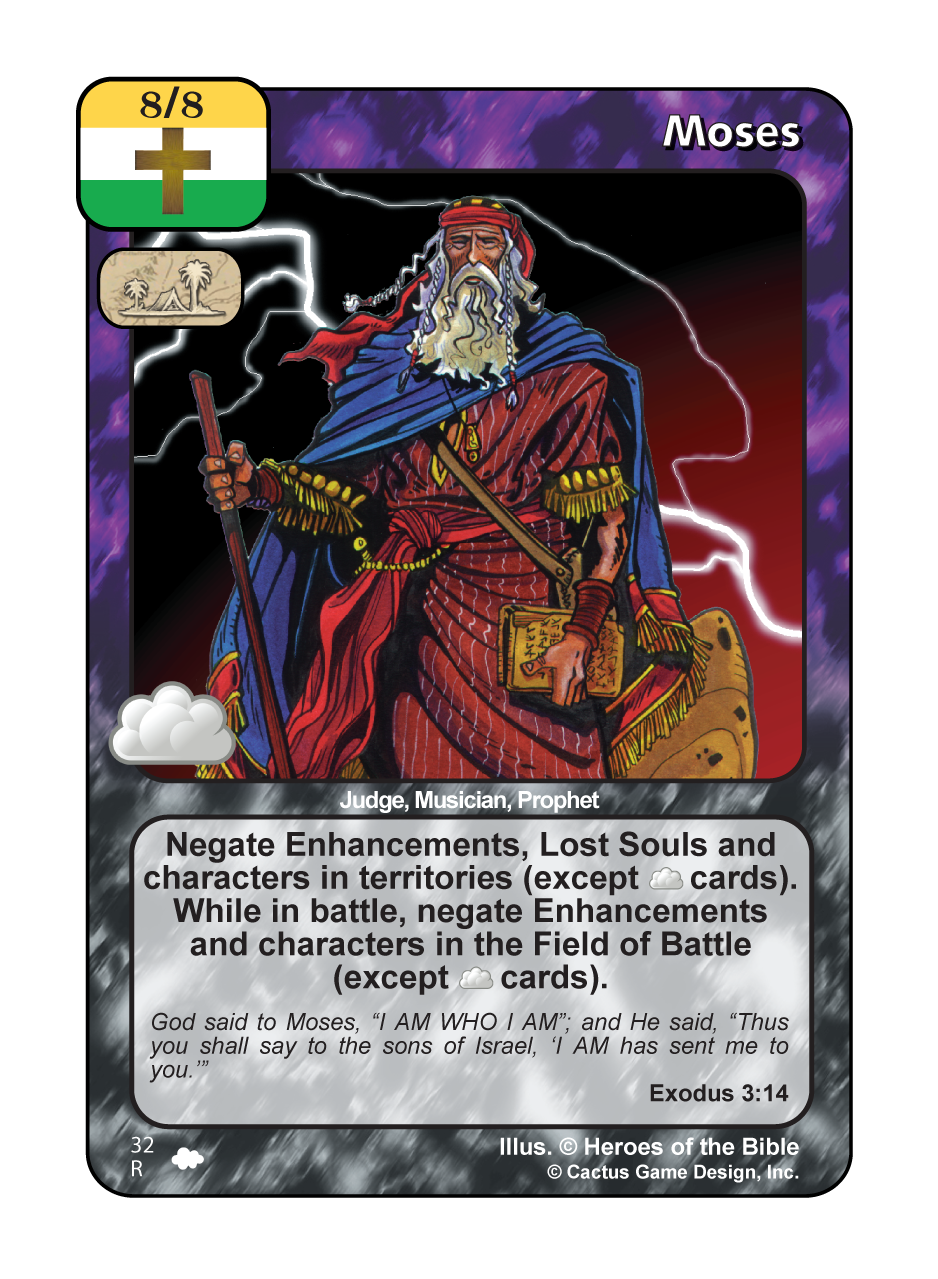 8/8
Moses
Judge, Musician, Prophet
Negate Enhancements, Lost Souls and
characters in territories (except cards).
While in battle, negate Enhancements
and characters in the Field of Battle
(except cards).
God said to Moses, “I AM WHO I AM”; and He said, “Thus
you shall say to the sons of Israel, ‘I AM has sent me to
you.’”
Exodus 3:14
32
R
Illus. © Heroes of the Bible
© Cactus Game Design, Inc.